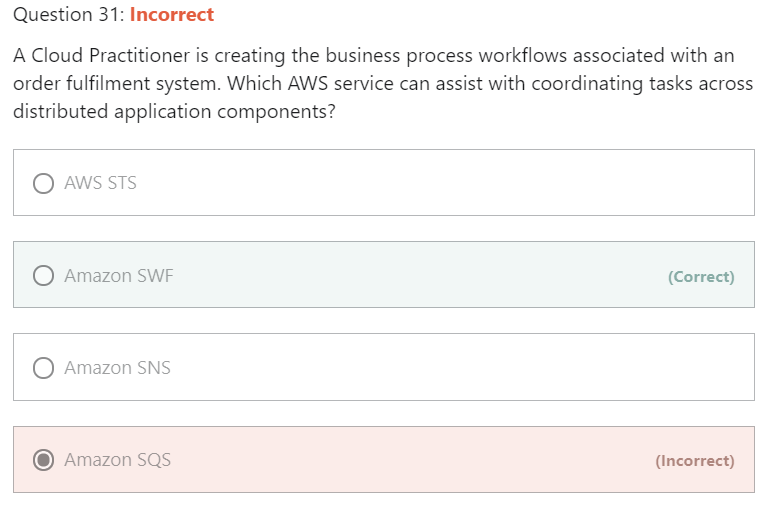 Question 31: Incorrect
A Cloud Practitioner is creating the business process workflows associated with an
order fulfilment system. Which AWS service can assist with coordinating tasks across
distributed application components?
AWS STS
Amazon SWF (Correct)
Amazon SNS
Amazon SQS (Incorrect)